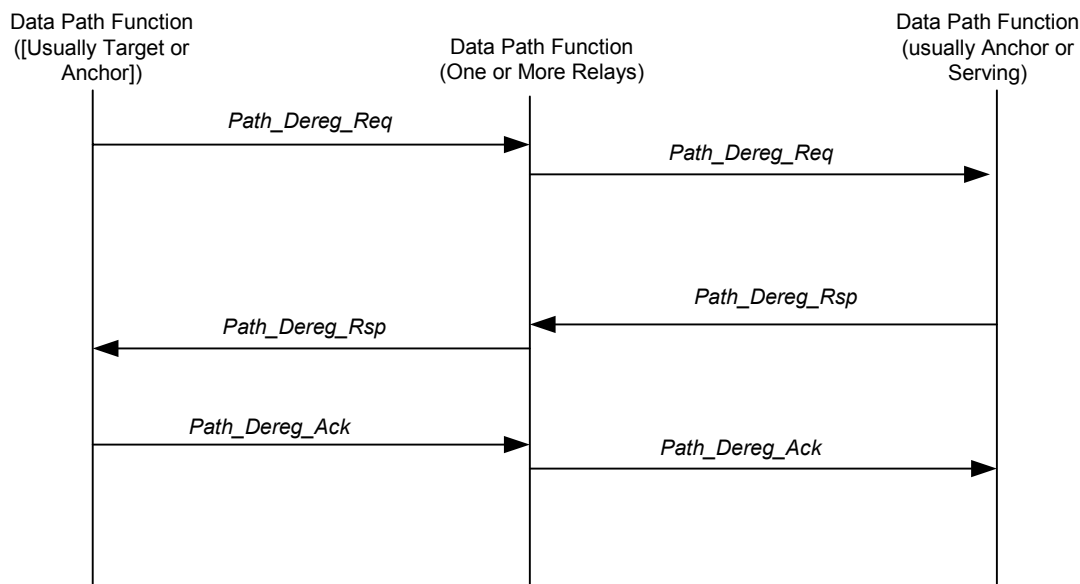 Data Path Function
([Usually Target or
Anchor])
Data Path Function
(One or More Relays)
Data Path Function
(usually Anchor or
Serving)
Path_Dereg_Req
Path_Dereg_Req
Path_Dereg_Rsp
Path_Dereg_Rsp
Path_Dereg_Ack
Path_Dereg_Ack